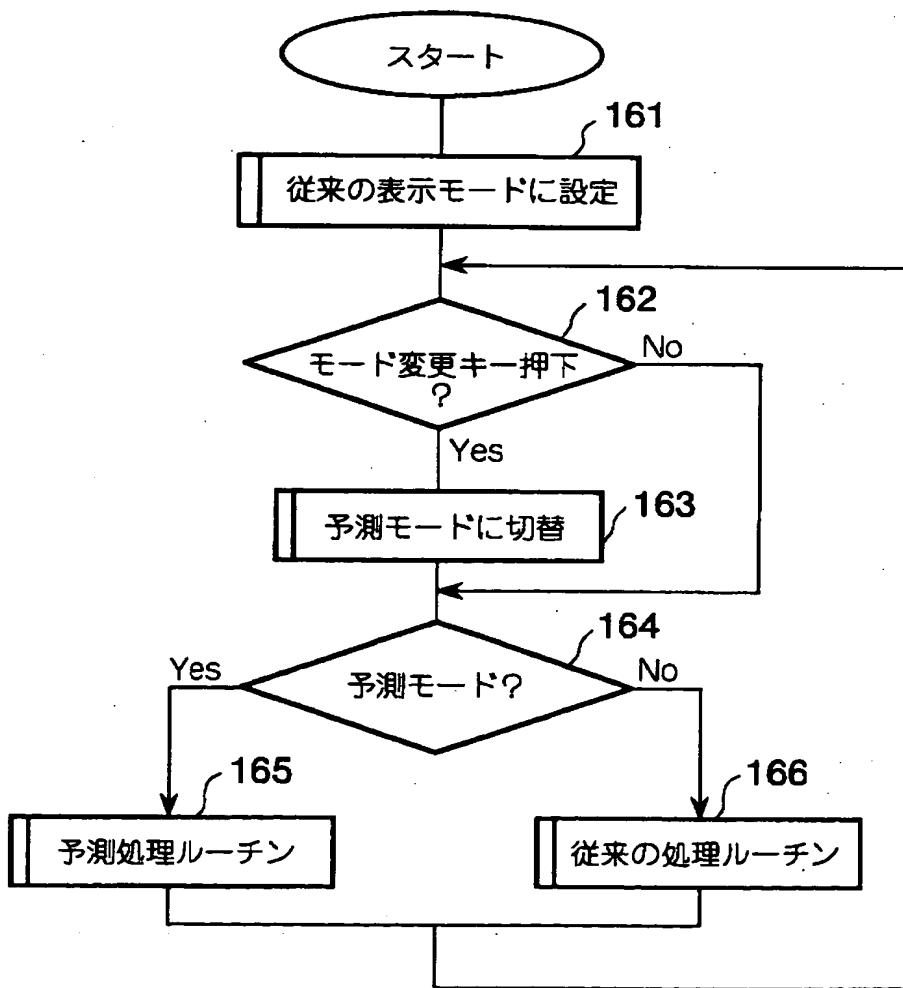 スタート
161
従来の表示モードに設定
162
モード変更キー押下
?
No
Yes
予測モードに切替
163
164
Yes
予測モード?
No
165
166
予測処理ルーチン
従来の処理ルーチン